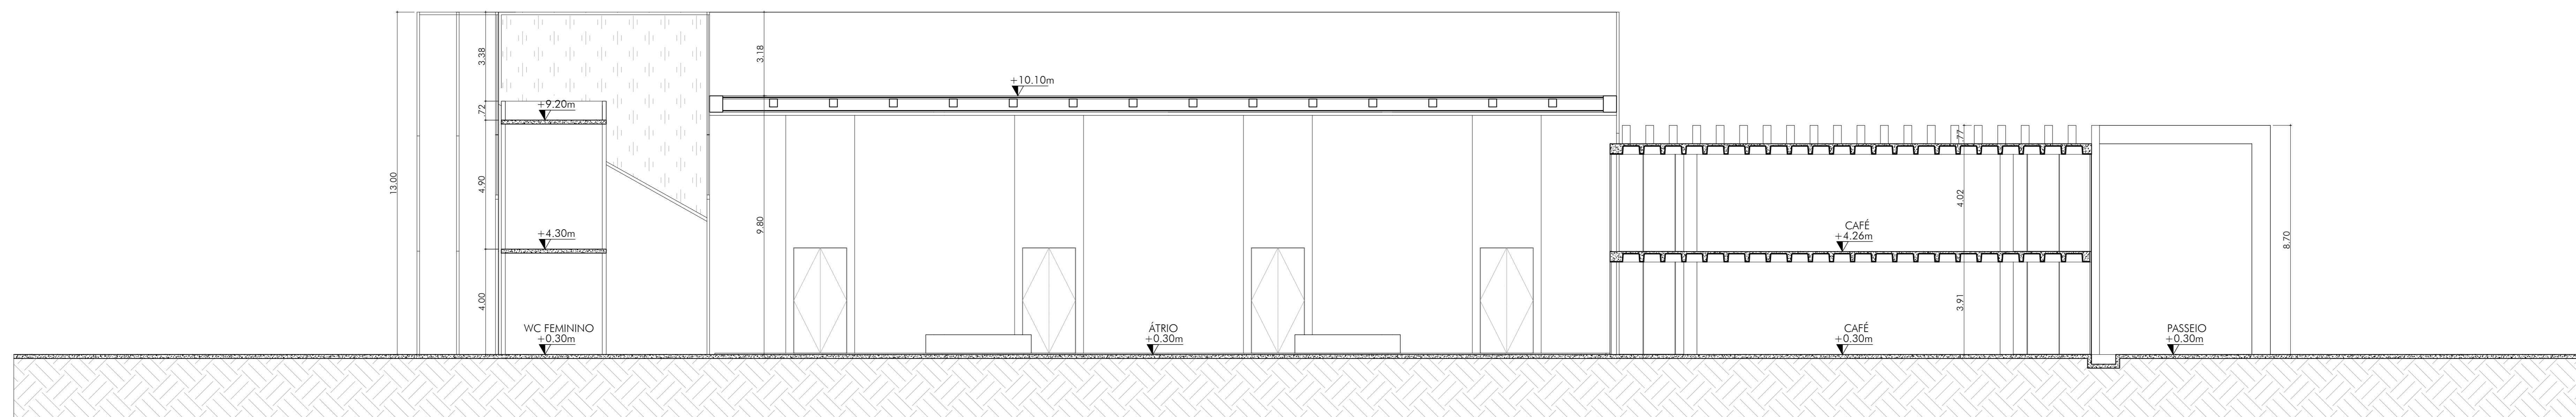 13.00
3.38
.72
4.90
4.00
+9.20m
+4.30m
WC FEMININO
+0.30m
3.18
9.80
+10.10m
ÁTRIO
+0.30m
.77
4.02
3.91
CAFÉ
+4.26m
CAFÉ
+0.30m
PASSEIO
+0.30m
8.70